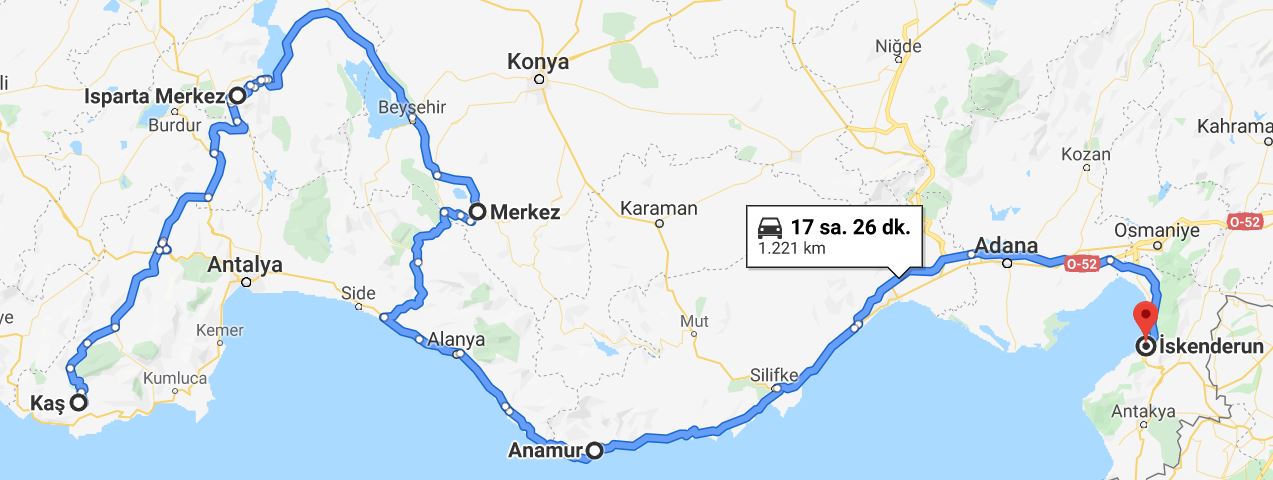 Niğde
Konya
li
Isparta Merkez
Burdur
Beyşehir
Kahrama
Kozan
Merkez
Karaman
17 sa. 26 dk.
1.221 km
O-52
Osmaniye
Adana
O-52
Antalya
Side
Kemer
Alanya
Mut
ye
İskenderun
Kumluca
Silifke
Kaş
Antakya
Anamur